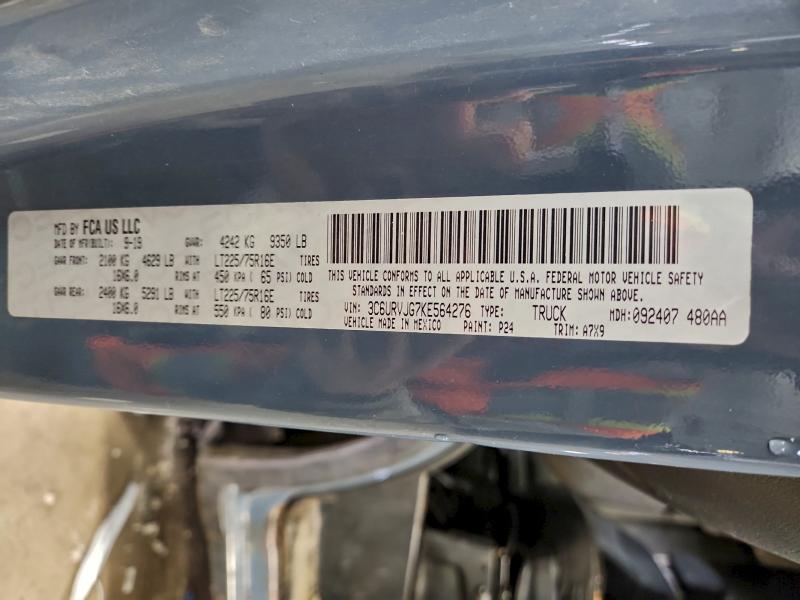 MFD BY FCA US LLC
DATE OF MFR(BUILT): 9-19 GVWR: 4242 KG 9350 LB
GAWR FRONT: 2100 KG 4629 LB WITH LT225/75R16E TIRES
16X6.0 RIMS AT 450 KPA ( 65 PSI) COLD
GAWR REAR: 2400 KG 5291 LB WITH LT225/75R16E TIRES
16X6.0 RIMS AT 550 KPA ( 80 PSI) COLD
THIS VEHICLE CONFORMS TO ALL APPLICABLE U.S.A. FEDERAL MOTOR VEHICLE SAFETY
STANDARDS IN EFFECT ON THE DATE OF MANUFACTURE SHOWN ABOVE.
VIN: 3C6URVJG7KE564276 TYPE: TRUCK MDH:092407 480AA
VEHICLE MADE IN MEXICO PAINT: P24 TRIM: A7X9